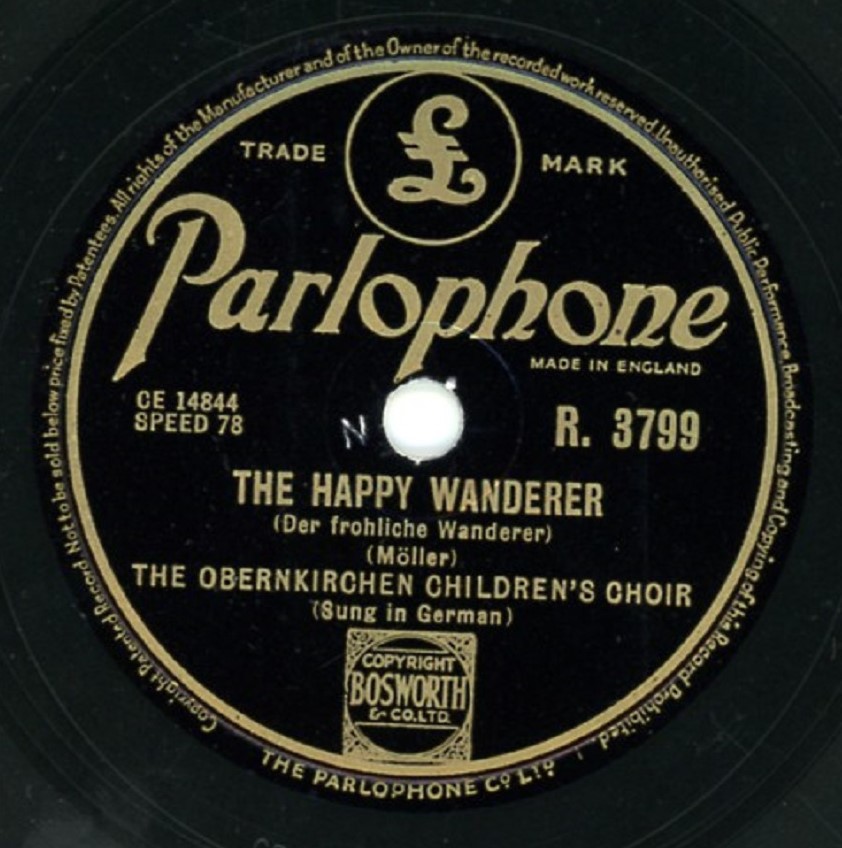 Copyright Patented Record Not to be sold below price fixed by Patentees. All rights of the Manufacturer and of the Owner of the recorded work reserved. Unauthorised Public Performance Broadcasting and Copying of this Record Prohibited.
£
TRADE MARK
Parlophone
MADE IN ENGLAND
CE 14844
SPEED 78
N
R. 3799
THE HAPPY WANDERER
(Der frohliche Wanderer)
(Möller)
THE OBERNKIRCHEN CHILDREN'S CHOIR
(Sung in German)
COPYRIGHT
BOSWORTH
& CO. LTD.
THE PARLOPHONE Co LTD